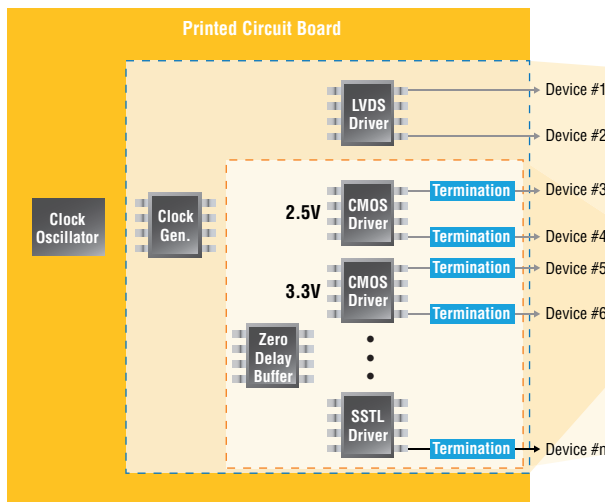 Printed Circuit Board
LVDS
Driver
Device #1
Device #2
Clock
Oscillator
Clock
Gen.
2.5V
CMOS
Driver
Termination
Device #3
Termination
Device #4
3.3V
CMOS
Driver
Termination
Device #5
Termination
Device #6
Zero
Delay
Buffer
SSTL
Driver
Termination
Device #n